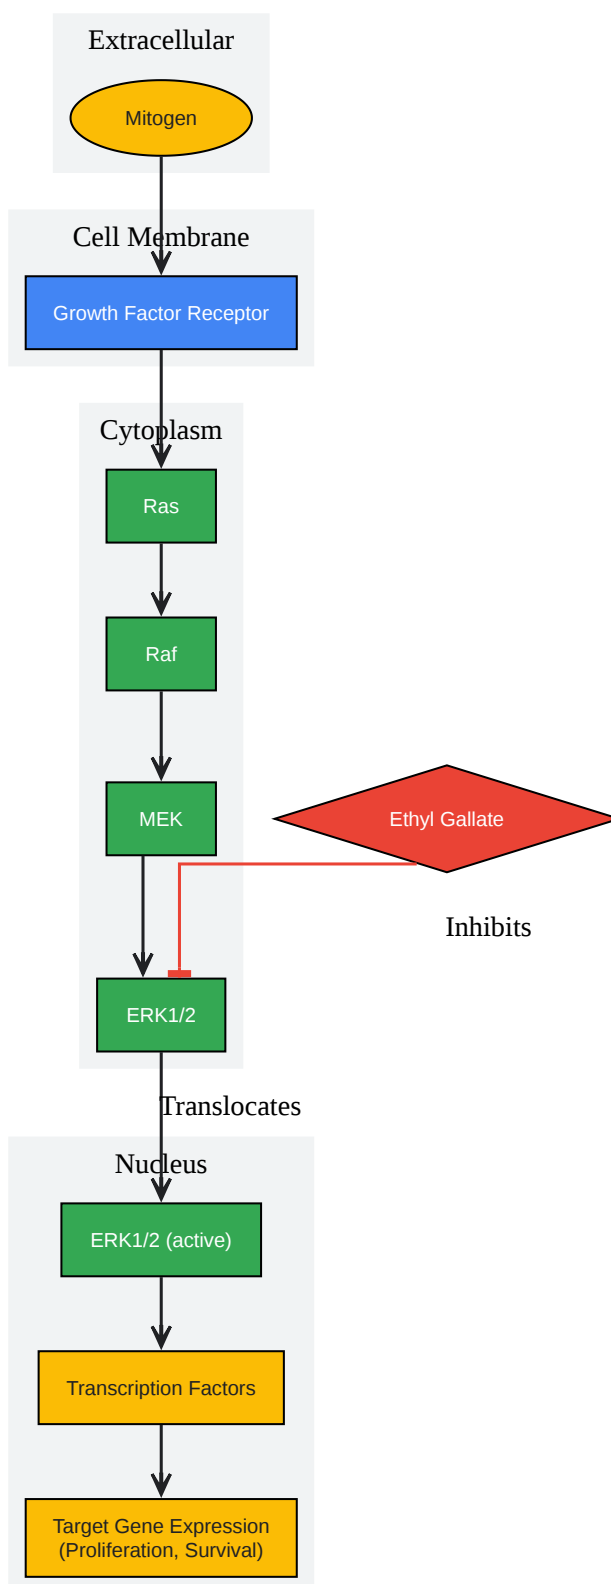 Extracellular
Mitogen
Cell Membrane
Growth Factor Receptor
Cytoplasm
Ras
Raf
MEK
Ethyl Gallate
Inhibits
ERK1/2
Translocates
Nucleus
ERK1/2 (active)
Transcription Factors
Target Gene Expression
(Proliferation, Survival)